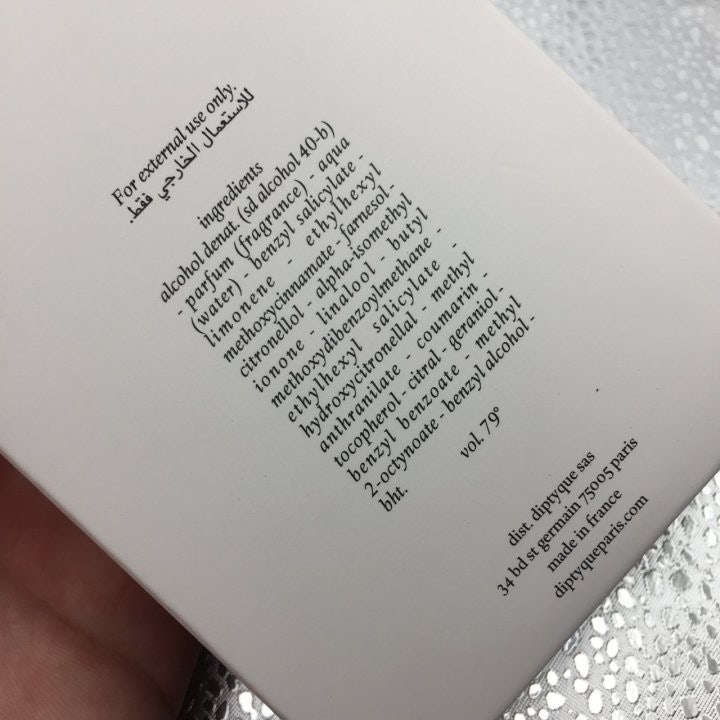 For external use only.
للاستعمال الخارجي فقط.
ingredients
alcohol denat (sd alcohol 40-b)
- parfum (fragrance) - aqua
(water) - benzyl salicylate -
limonene - ethylhexyl
methoxycinnamate - farnesol -
citronellol - alpha-isomethyl
ionone - linalool - butyl
methoxydibenzoylmethane -
ethylhexyl salicylate -
hydroxycitronellal - methyl
anthranilate - coumarin -
tocopherol - citral - geraniol -
benzyl benzoate - methyl
2-octynoate - benzyl alcohol -
bht.
vol. 79°
dist. diptyque sas
34 bd st germain 75005 paris
made in france
diptyqueparis.com